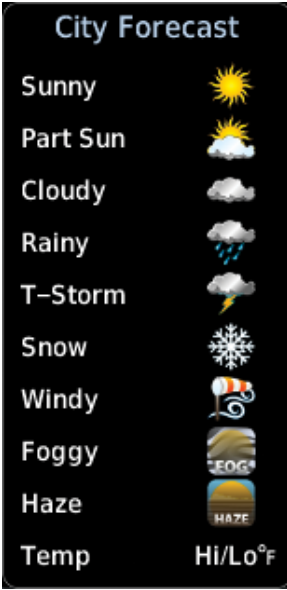 City Forecast
Sunny
Part Sun
Cloudy
Rainy
T-Storm
Snow
Windy
Foggy FOG
Haze HAZE
Temp Hi/Lo°F